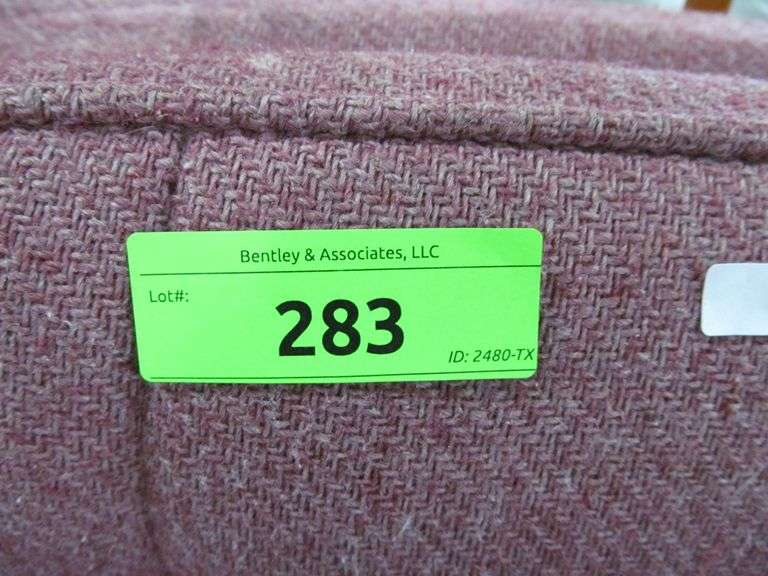 Bentley & Associates, LLC
Lot#:
283
ID: 2480-TX